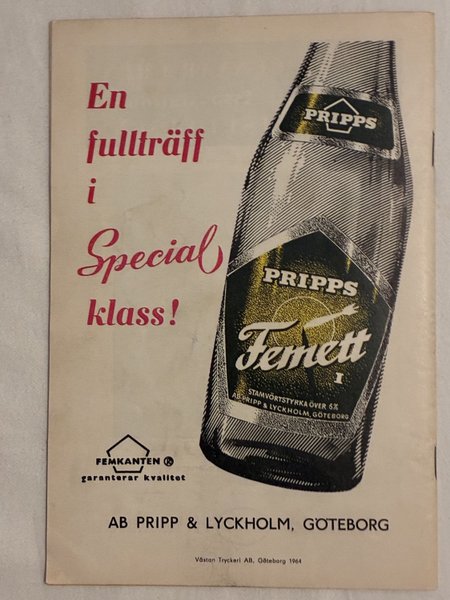 En
fullträff
i
Special
klass!
PRIPPS
PRIPPS
Femett
I
STAMVÖRTSTYRKA ÖVER 6%
AB PRIPP & LYCKHOLM, GÖTEBORG
FEMKANTEN ®
garanterar kvalitet
AB PRIPP & LYCKHOLM, GÖTEBORG
Västan Tryckeri AB, Göteborg 1964